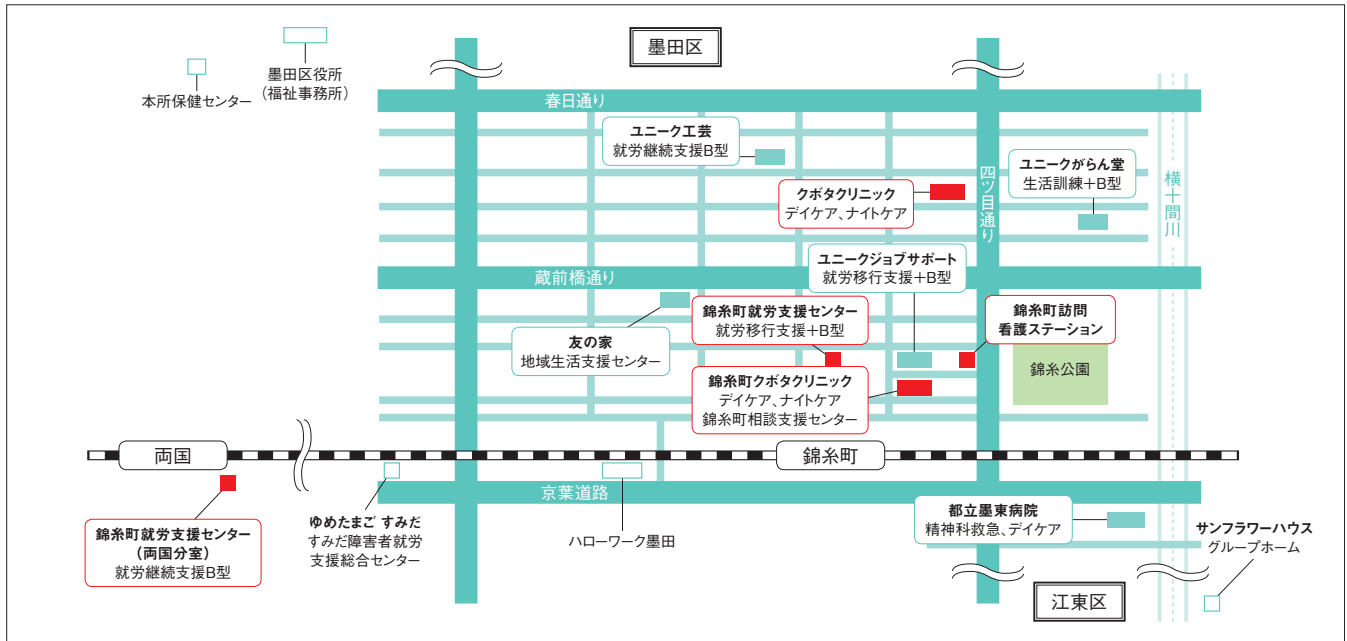 墨田区
本所保健センター
墨田区役所
（福祉事務所）
春日通り
ユニーク工芸
就労継続支援B型
クボタクリニック
デイケア、ナイトケア
四ツ目通り
ユニークがらん堂
生活訓練＋B型
横十間川
ユニークジョブサポート
就労移行支援＋B型
蔵前橋通り
友の家
地域生活支援センター
錦糸町就労支援センター
就労移行支援＋B型
錦糸町訪問
看護ステーション
錦糸公園
錦糸町クボタクリニック
デイケア、ナイトケア
錦糸町相談支援センター
両国
錦糸町
京葉道路
錦糸町就労支援センター
（両国分室）
就労継続支援B型
ゆめたまご すみだ
すみだ障害者就労
支援総合センター
ハローワーク墨田
都立墨東病院
精神科救急、デイケア
サンフラワーハウス
グループホーム
江東区